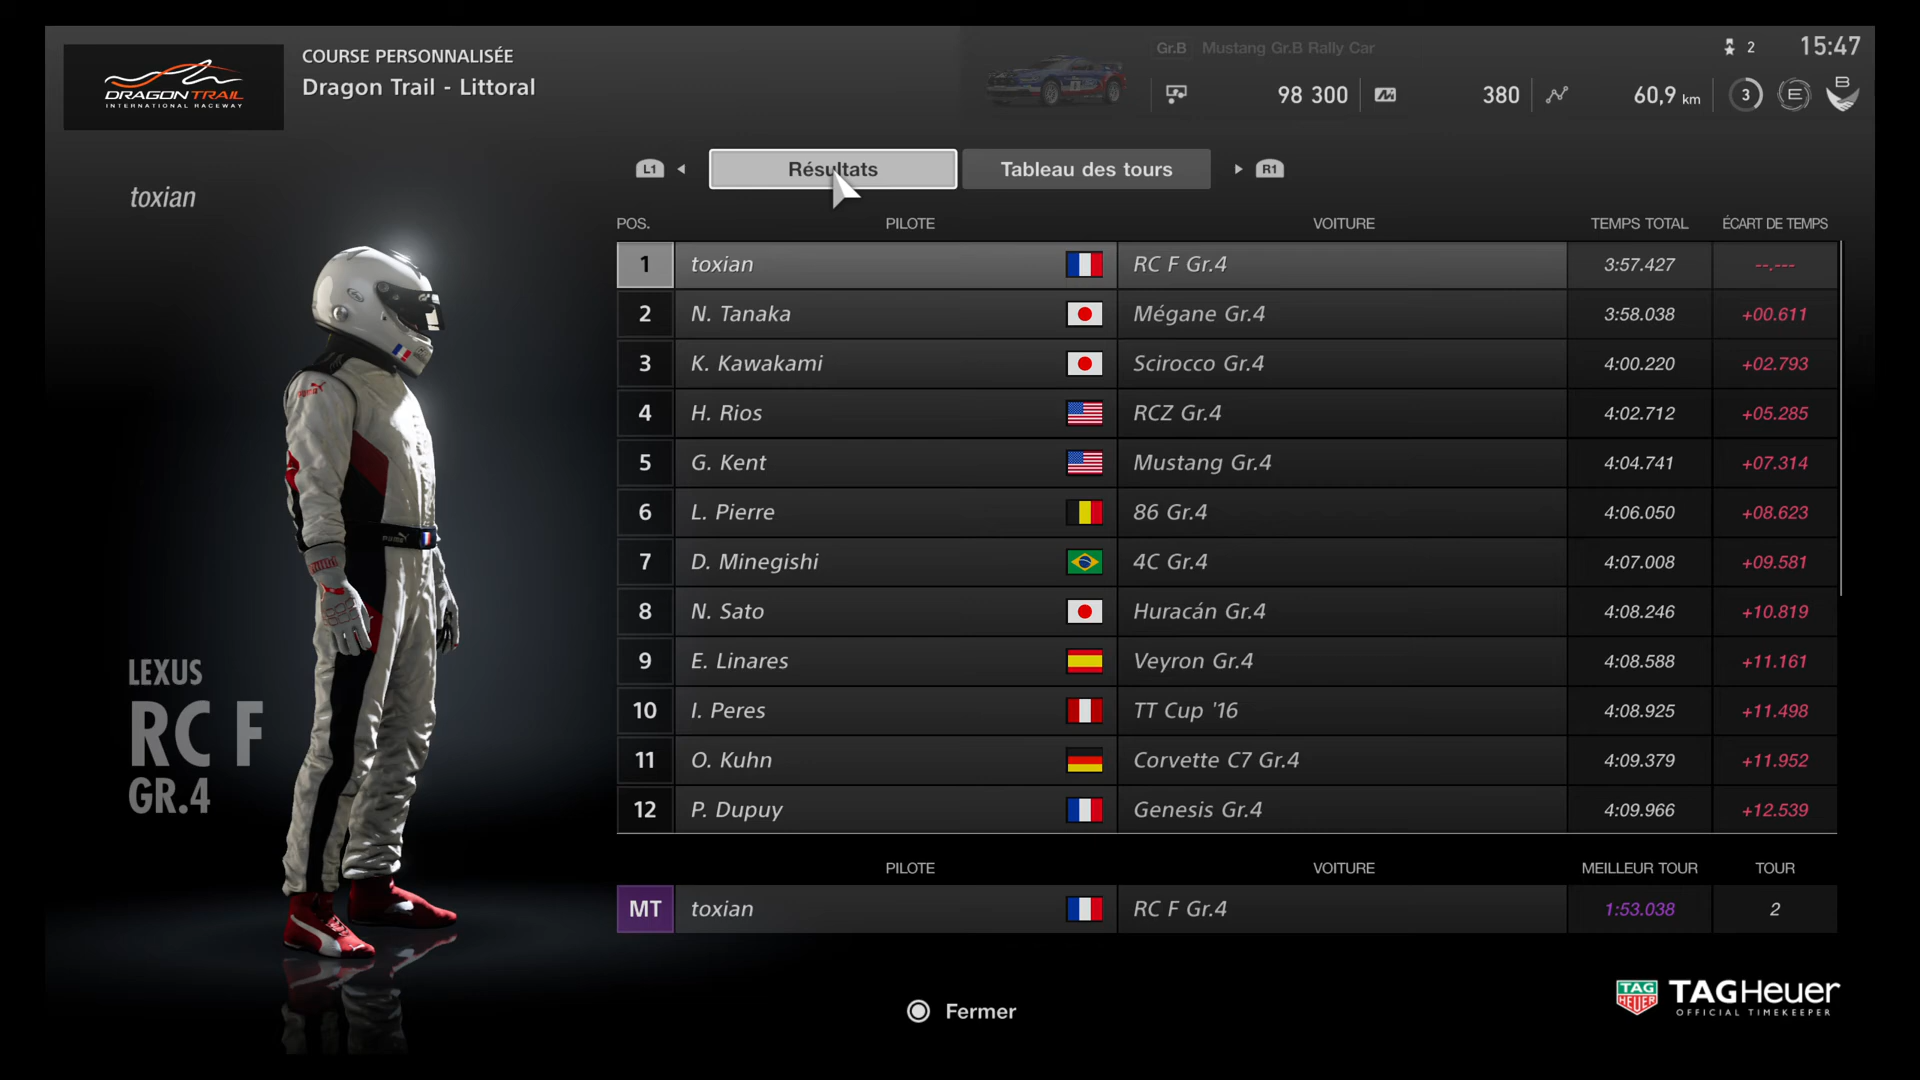 DRAGON TRAIL
INTERNATIONAL RACEWAY
COURSE PERSONNALISÉE
Dragon Trail - Littoral
Gr.B Mustang Gr.B Rally Car
2 15:47
98 300 380 60,9 km 3 E B
toxian
L1 Résultats Tableau des tours R1
POS. PILOTE VOITURE TEMPS TOTAL ÉCART DE TEMPS
1 toxian RC F Gr.4 3:57.427 --.---
2 N. Tanaka Mégane Gr.4 3:58.038 +00.611
3 K. Kawakami Scirocco Gr.4 4:00.220 +02.793
4 H. Rios RCZ Gr.4 4:02.712 +05.285
5 G. Kent Mustang Gr.4 4:04.741 +07.314
6 L. Pierre 86 Gr.4 4:06.050 +08.623
7 D. Minegishi 4C Gr.4 4:07.008 +09.581
8 N. Sato Huracán Gr.4 4:08.246 +10.819
9 E. Linares Veyron Gr.4 4:08.588 +11.161
10 I. Peres TT Cup '16 4:08.925 +11.498
11 O. Kuhn Corvette C7 Gr.4 4:09.379 +11.952
12 P. Dupuy Genesis Gr.4 4:09.966 +12.539
LEXUS
RC F
GR.4
PUMA
PUMA
PILOTE VOITURE MEILLEUR TOUR TOUR
MT toxian RC F Gr.4 1:53.038 2
Fermer
TAG HEUER TAGHeuer
OFFICIAL TIMEKEEPER